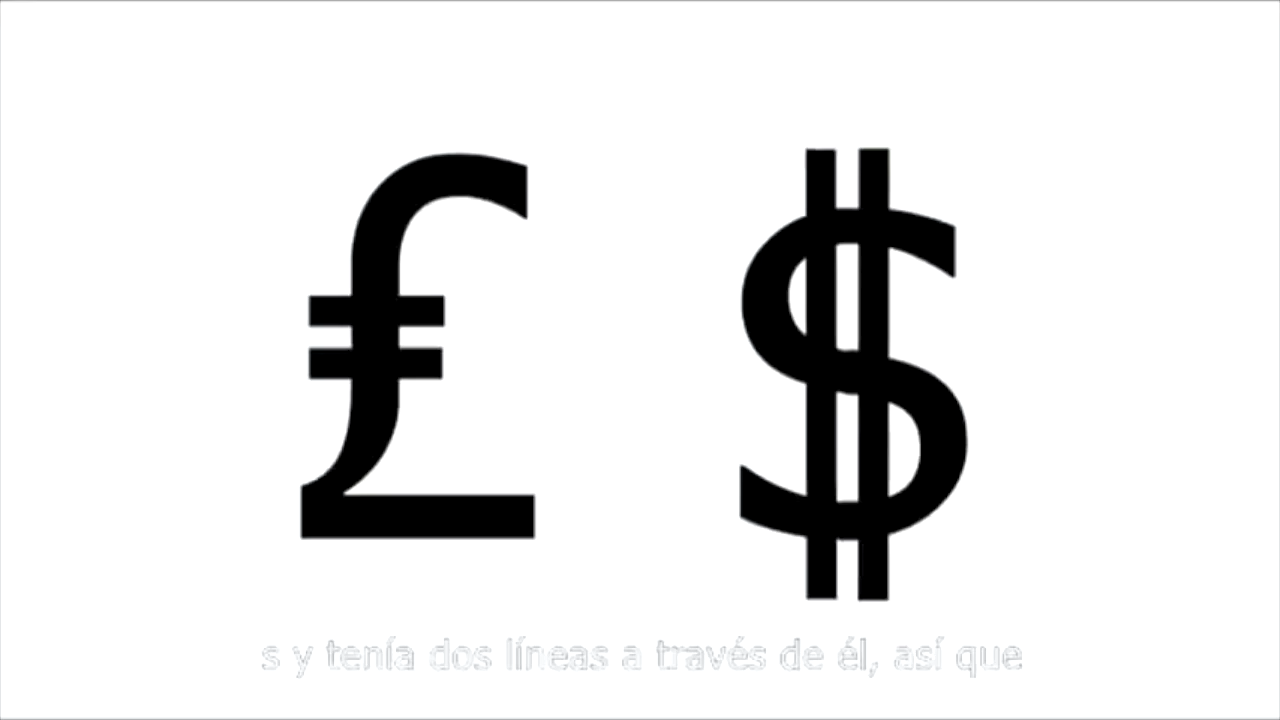 ₤ $
s y tenía dos líneas a través de él, así que